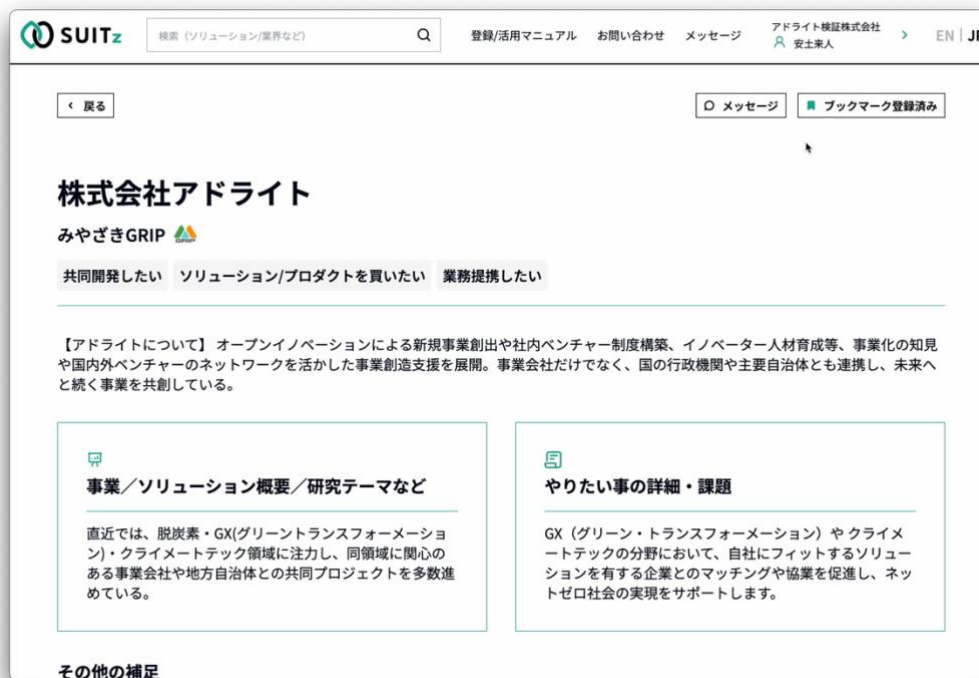 SUITz
検索（ソリューション/業界など）
登録/活用マニュアル
お問い合わせ
メッセージ
アドライト検証株式会社
安土来人
EN
戻る
メッセージ
ブックマーク登録済み
株式会社アドライト
みやざきGRIP
共同開発したい
ソリューション/プロダクトを買いたい
業務提携したい
【アドライトについて】 オープンイノベーションによる新規事業創出や社内ベンチャー制度構築、イノベーター人材育成等、事業化の知見
や国内外ベンチャーのネットワークを活かした事業創造支援を展開。事業会社だけでなく、国の行政機関や主要自治体とも連携し、未来へ
と続く事業を共創している。
事業／ソリューション概要／研究テーマなど
直近では、脱炭素・GX(グリーントランスフォーメーショ
ン)・クライメートテック領域に注力し、同領域に関心の
ある事業会社や地方自治体との共同プロジェクトを多数進
めている。
やりたい事の詳細・課題
GX（グリーン・トランスフォーメーション）や クライメ
ートテックの分野において、自社にフィットするソリュー
ションを有する企業とのマッチングや協業を促進し、ネッ
トゼロ社会の実現をサポートします。
その他の補足